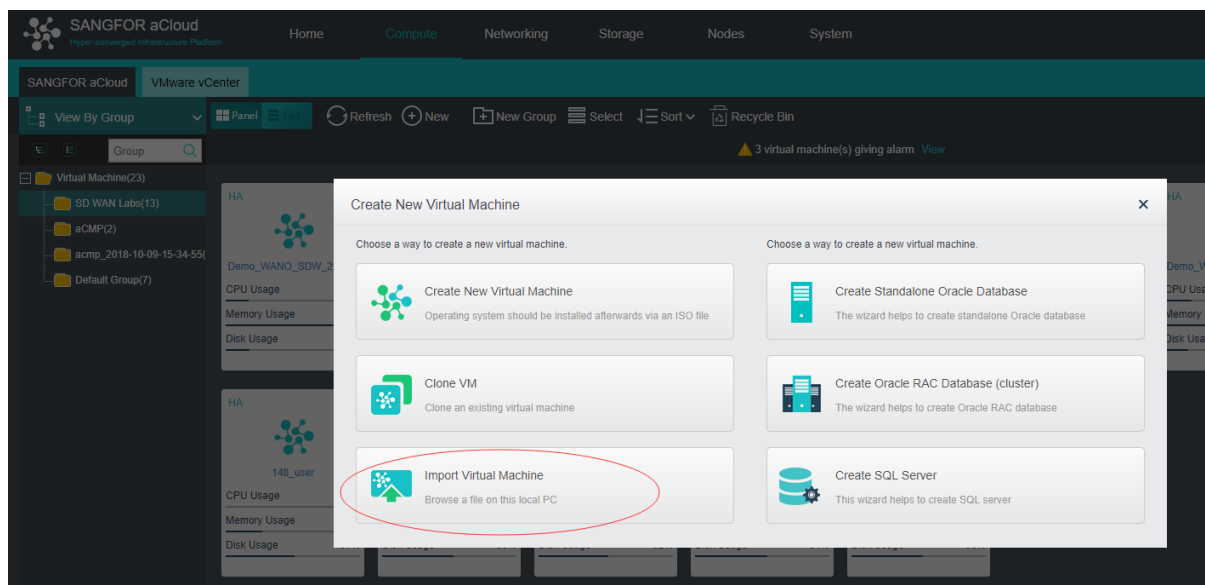 SANGFOR aCloud
Hyper-converged Infrastructure Platform
Home Compute Networking Storage Nodes System
SANGFOR aCloud VMware vCenter
View By Group Panel List Refresh New New Group Select Sort Recycle Bin
Group
3 virtual machine(s) giving alarm View
Virtual Machine(23)
SD WAN Labs(13)
aCMP(2)
acmp_2018-10-09-15-34-55(
Default Group(7)
HA
Demo_WANO_SDW_2
CPU Usage
Memory Usage
Disk Usage
HA
148_user
CPU Usage
Memory Usage
Disk Usage
Create New Virtual Machine
Choose a way to create a new virtual machine.
Create New Virtual Machine
Operating system should be installed afterwards via an ISO file
Clone VM
Clone an existing virtual machine
Import Virtual Machine
Browse a file on this local PC
Choose a way to create a new virtual machine.
Create Standalone Oracle Database
The wizard helps to create standalone Oracle database
Create Oracle RAC Database (cluster)
The wizard helps to create Oracle RAC database
Create SQL Server
This wizard helps to create SQL server
HA
CPU Usa
Memory
Disk Usa